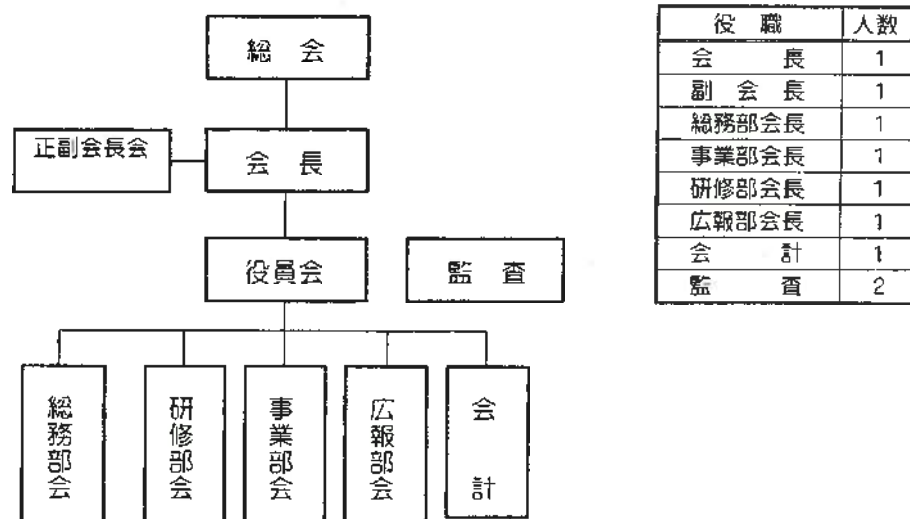 総 会
正副会長会
会 長
役員会
監 査
総務部会
研修部会
事業部会
広報部会
会 計
役 職 人数
会 長 1
副 会 長 1
総務部会長 1
事業部会長 1
研修部会長 1
広報部会長 1
会 計 1
監 査 2